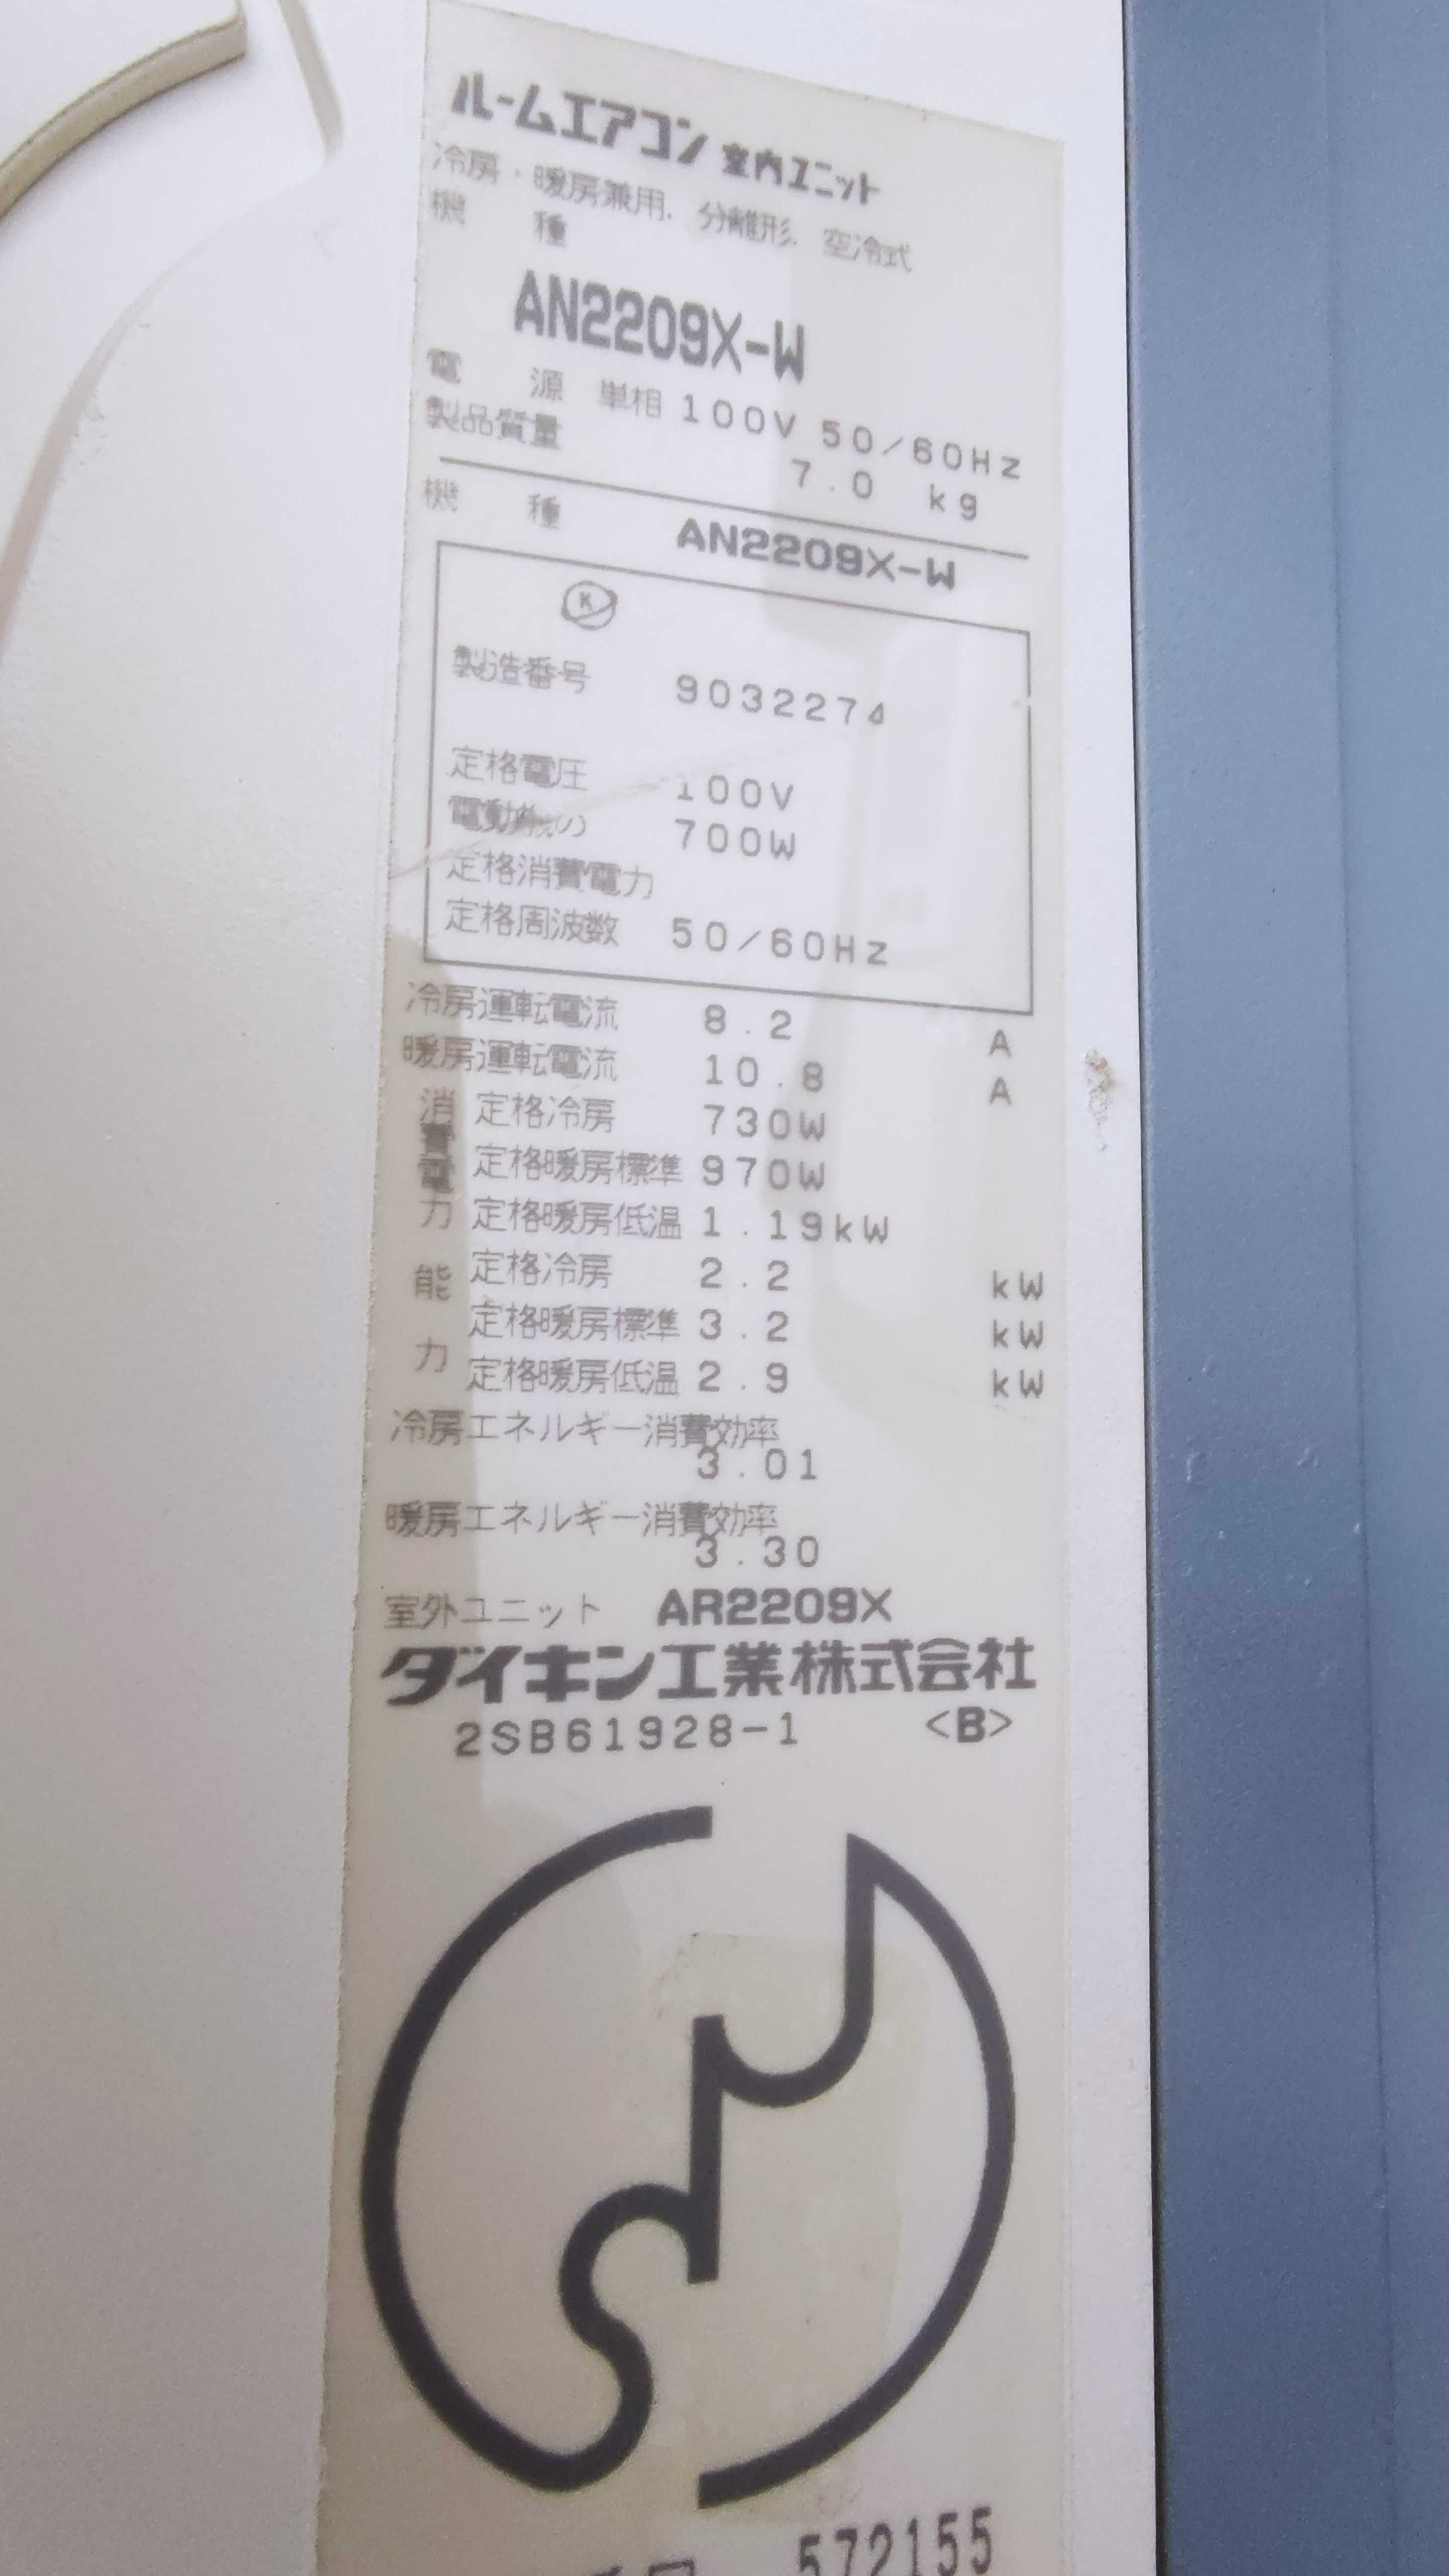 ルームエアコン 室内ユニット
冷房・暖房兼用. 分離形. 空冷式
機 種
AN2209X-W
電 源 単相 100V 50/60Hz
製品質量 7.0 kg
機 種 AN2209X-W
K
製造番号 9032274
定格電圧 100V
電動機の 700W
定格消費電力
定格周波数 50/60Hz
冷房運転電流 8.2 A
暖房運転電流 10.8 A
消費電力 定格冷房 730W
定格暖房標準 970W
定格暖房低温 1.19kW
能力 定格冷房 2.2 kW
定格暖房標準 3.2 kW
定格暖房低温 2.9 kW
冷房エネルギー消費効率
3.01
暖房エネルギー消費効率
3.30
室外ユニット AR2209X
ダイキン工業株式会社
2SB61928-1 <B>
572155